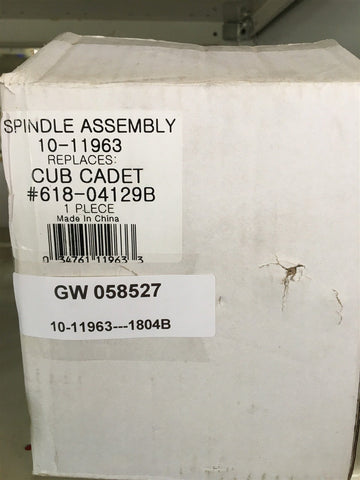 SPINDLE ASSEMBLY
10-11963
REPLACES:
CUB CADET
#618-04129B
1 PLECE
Made In China
0 34761 11963 3
GW 058527
10-11963---1804B